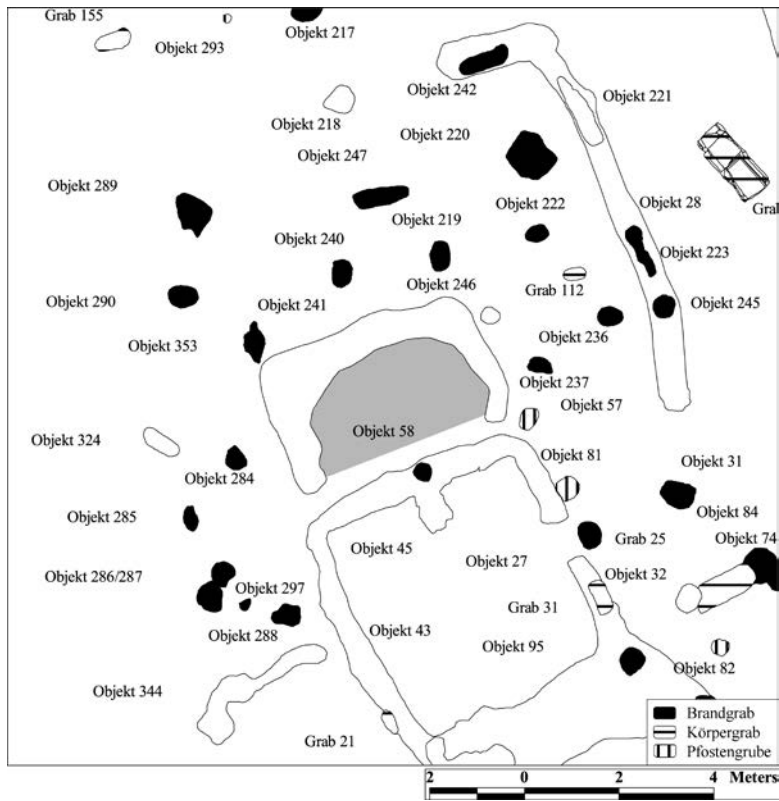 Grab 155
Objekt 293
Objekt 217
Objekt 242
Objekt 221
Objekt 218
Objekt 220
Objekt 247
Objekt 289
Objekt 222
Objekt 28
Grab
Objekt 219
Objekt 240
Objekt 223
Objekt 290
Objekt 241
Objekt 246
Grab 112
Objekt 245
Objekt 353
Objekt 236
Objekt 237
Objekt 57
Objekt 324
Objekt 58
Objekt 284
Objekt 81
Objekt 31
Objekt 285
Objekt 84
Objekt 45
Objekt 27
Grab 25
Objekt 74
Objekt 286/287
Objekt 297
Objekt 32
Objekt 288
Objekt 43
Grab 31
Objekt 95
Objekt 82
Objekt 344
Grab 21
Brandgrab
Körpergrab
Pfostengrube
2 0 2 4 Meters